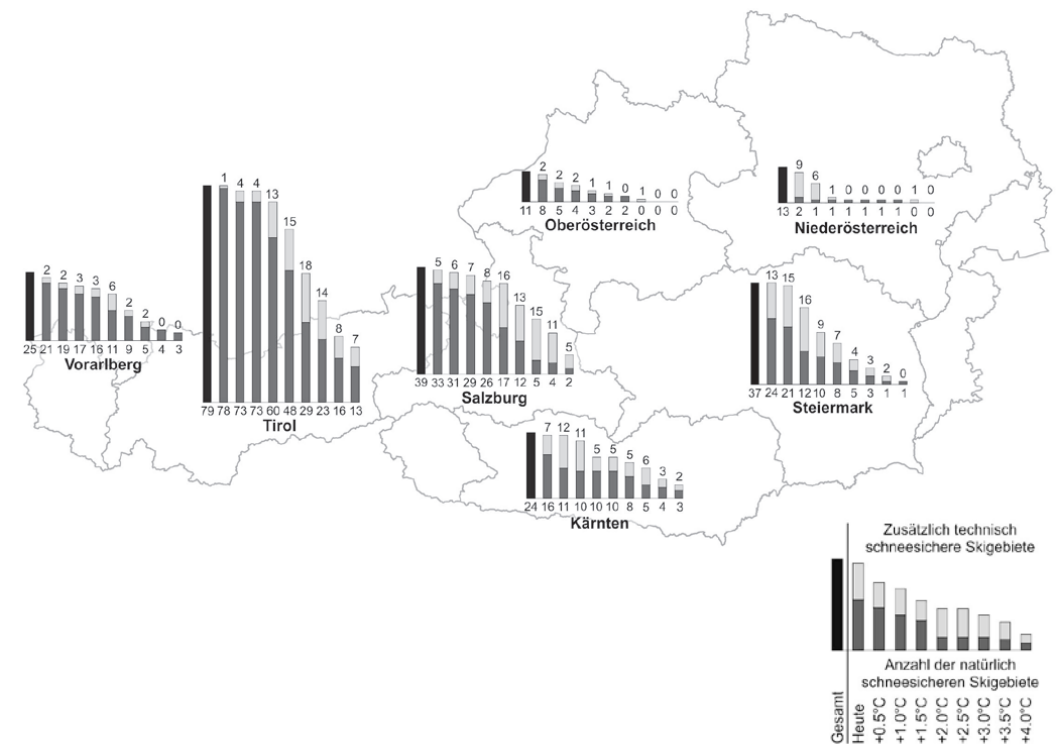 2 2 3 3 6 2 2 0 0
25 21 19 17 16 11 9 5 4 3
Vorarlberg
1 4 4 13 15 18 14 8 7
79 78 73 73 60 48 29 23 16 13
Tirol
5 6 7 8 16 13 15 11 5
39 33 31 29 26 17 12 5 4 2
Salzburg
2 2 2 1 1 0 1 0 0
11 8 5 4 3 2 2 0 0 0
Oberösterreich
9 6 1 0 0 0 0 1 0
13 2 1 1 1 1 1 1 0 0
Niederösterreich
13 15 16 9 7 4 3 2 0
37 24 21 12 10 8 5 3 1 1
Steiermark
7 12 11 5 5 5 6 3 2
24 16 11 10 10 10 8 5 4 3
Kärnten
Zusätzlich technisch
schneesichere Skigebiete
Anzahl der natürlich
schneesicheren Skigebiete
Gesamt
Heute
+0.5°C
+1.0°C
+1.5°C
+2.0°C
+2.5°C
+3.0°C
+3.5°C
+4.0°C